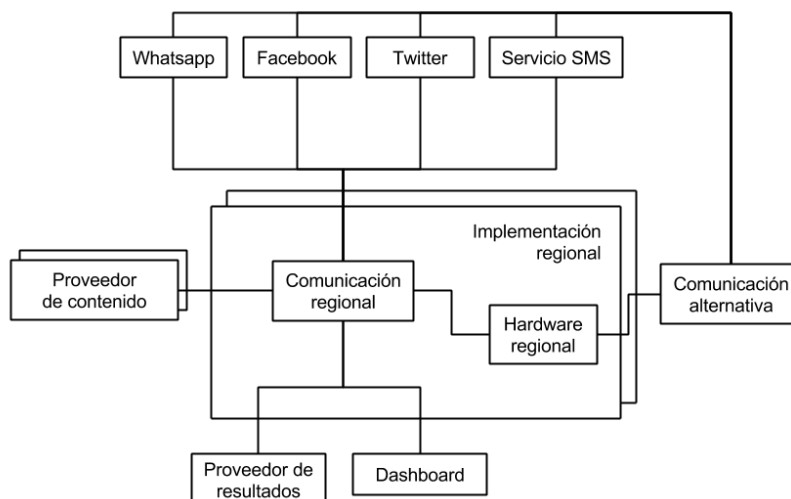 Whatsapp
Facebook
Twitter
Servicio SMS
Implementación
regional
Proveedor
de contenido
Comunicación
regional
Hardware
regional
Comunicación
alternativa
Proveedor de
resultados
Dashboard